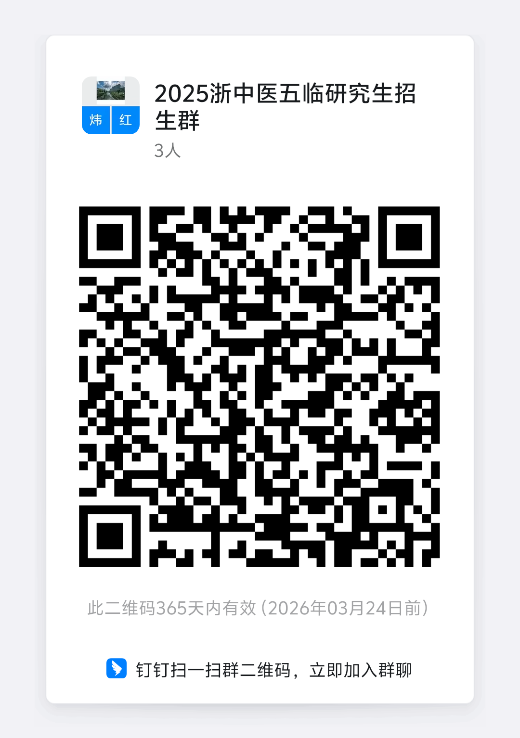 2025浙中医五临研究生招
生群
3人
炜 红
此二维码365天内有效（2026年03月24日前）
钉钉扫一扫群二维码，立即加入群聊